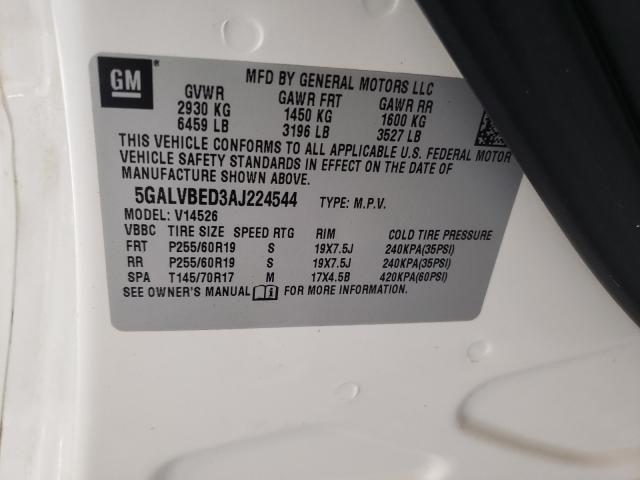 GM
MFD BY GENERAL MOTORS LLC
GVWR GAWR FRT GAWR RR
2930 KG 1450 KG 1600 KG
6459 LB 3196 LB 3527 LB
THIS VEHICLE CONFORMS TO ALL APPLICABLE U.S. FEDERAL MOTOR
VEHICLE SAFETY STANDARDS IN EFFECT ON THE DATE OF
MANUFACTURE SHOWN ABOVE.
5GALVBED3AJ224544 TYPE: M.P.V.
MODEL: V14526
VBBC TIRE SIZE SPEED RTG RIM COLD TIRE PRESSURE
FRT P255/60R19 S 19X7.5J 240KPA(35PSI)
RR P255/60R19 S 19X7.5J 240KPA(35PSI)
SPA T145/70R17 M 17X4.5B 420KPA(60PSI)
SEE OWNER'S MANUAL FOR MORE INFORMATION.